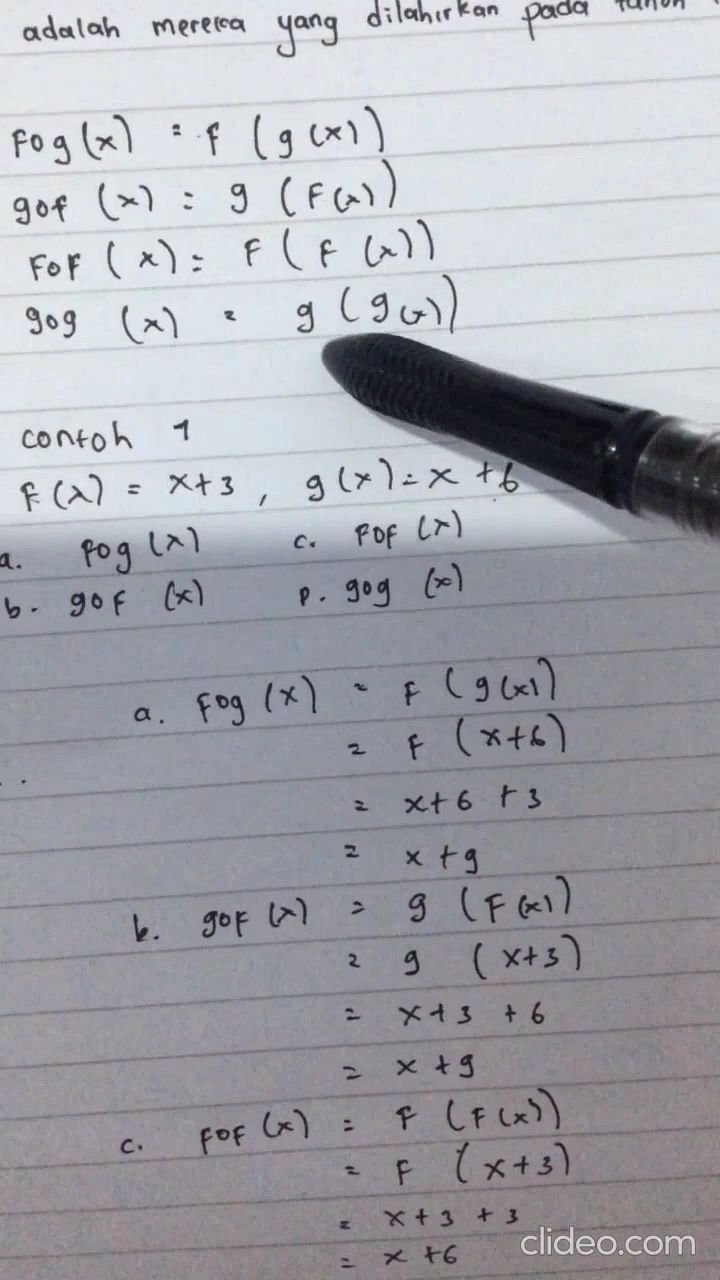 adalah mereka yang dilahirkan pada tahun
Fog (x) = f (g(x))
gof (x) = g (F(x))
FoF (x) = F (F (x))
gog (x) = g (g(x))
contoh 1
F(x) = x+3, g(x) = x +6
a. Fog (x) c. FOF (x)
b. gof (x) D. gog (x)
a. Fog (x) = F (g(x))
= F (x+6)
= x+6 +3
= x+9
b. goF (x) = g (F(x))
= g (x+3)
= x+3 +6
= x +9
c. FOF (x) = F (F(x))
= F (x+3)
= x+3 +3
= x +6
clideo.com